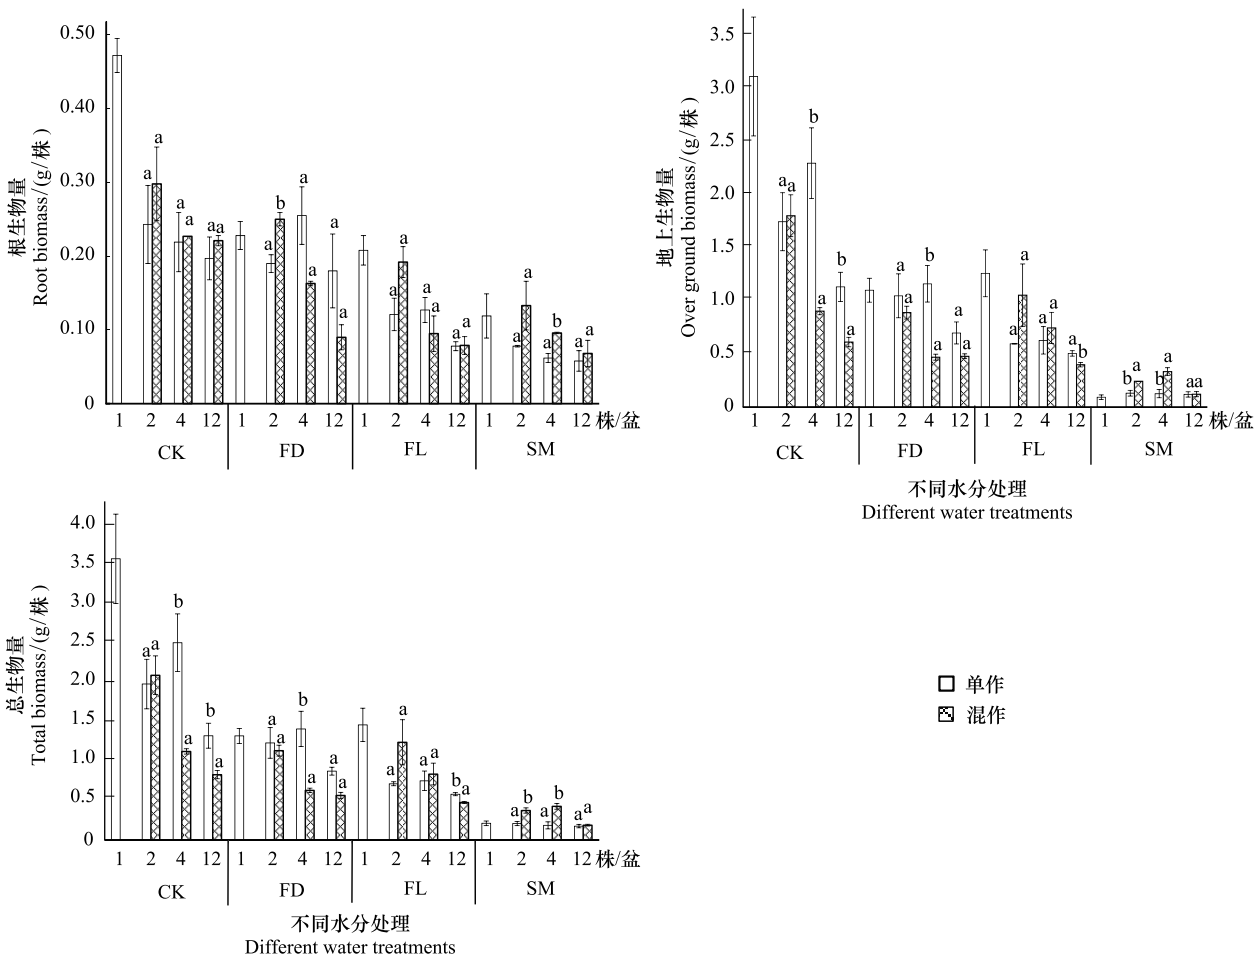 根生物量
Root biomass/(g/株)
0.50
0.40
0.30
0.20
0.10
0
a a a a a a
a b a a a a
a a a a a a
a a a b a a
1 2 4 12 1 2 4 12 1 2 4 12 1 2 4 12 株/盆
CK FD FL SM
地上生物量
Over ground biomass/(g/株)
3.5
3.0
2.5
2.0
1.5
1.0
0.5
0
a a b a b a
a a b a a a
a a a a a b
b a b a a a
1 2 4 12 1 2 4 12 1 2 4 12 1 2 4 12 株/盆
CK FD FL SM
不同水分处理
Different water treatments
总生物量
Total biomass/(g/株)
4.0
3.5
3.0
2.5
2.0
1.5
1.0
0.5
0
a a b a b a
a a b a a a
a a a a b a
a b a b a a
1 2 4 12 1 2 4 12 1 2 4 12 1 2 4 12 株/盆
CK FD FL SM
不同水分处理
Different water treatments
单作
混作